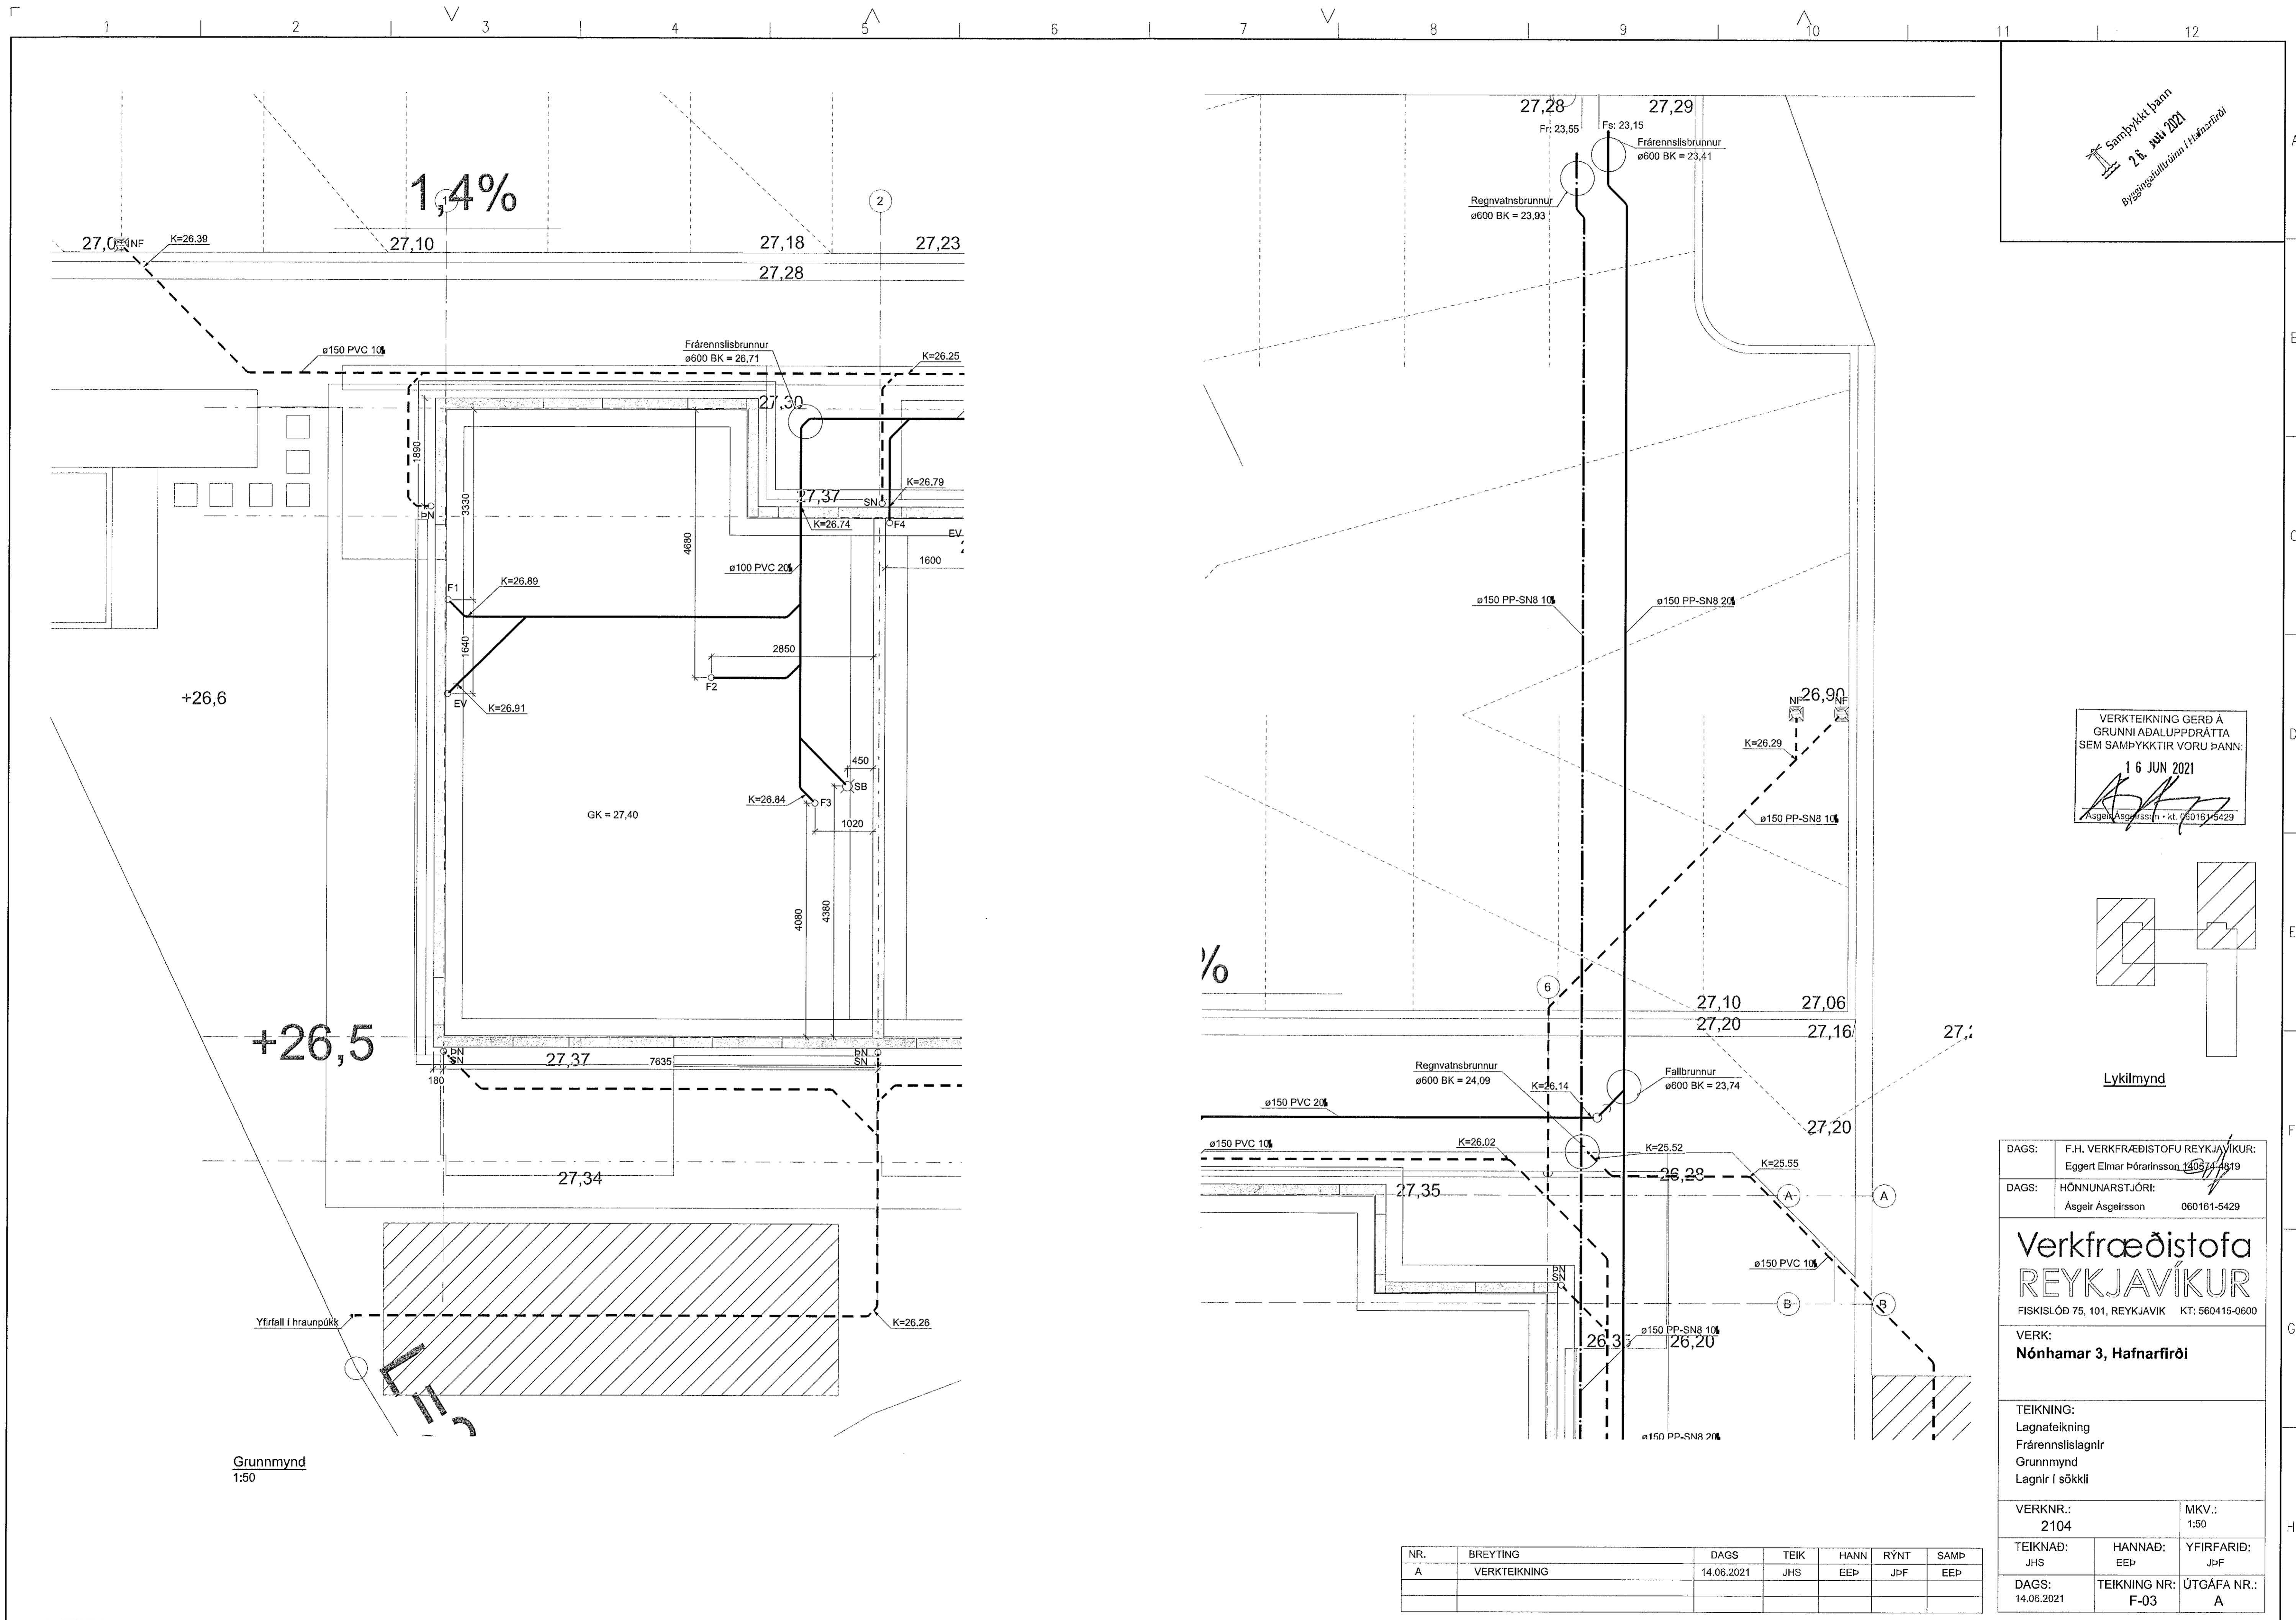 1 2 3 4 5 6 7 8 9 10 11 12
1,4%
1
2
27,0
NF
K=26.39
27,10
27,18
27,23
27,28
ø150 PVC 10‰
Frárennslisbrunnur
ø600 BK = 26,71
K=26.25
27,30
1890
3330
4680
27,37
SN
K=26.79
ÞN
K=26.74
F4
EV
1600
ø100 PVC 20‰
F1
K=26.89
1640
2850
F2
EV
K=26.91
+26,6
450
SB
K=26.84
F3
1020
GK = 27,40
4080
4380
+26,5
ÞN
SN
27,37
7635
ÞN
SN
180
27,34
Yfirfall í hraunpúkk
K=26.26
Grunnmynd
1:50
27,28
27,29
Fr: 23,55
Fs: 23,15
Frárennslisbrunnur
ø600 BK = 23,41
Regnvatnsbrunnur
ø600 BK = 23,93
ø150 PP-SN8 10‰
ø150 PP-SN8 20‰
26,90
NF
NF
K=26.29
ø150 PP-SN8 10‰
%
6
27,10
27,06
27,20
27,16
Regnvatnsbrunnur
ø600 BK = 24,09
K=26.14
Fallbrunnur
ø600 BK = 23,74
ø150 PVC 20‰
27,20
ø150 PVC 10‰
K=26.02
K=25.52
K=25.55
26,28
27,35
A
A
ø150 PVC 10‰
ÞN
SN
B
B
ø150 PP-SN8 10‰
26,20
ø150 PP-SN8 20‰
Samþykkt þann
26. JÚN 2021
Byggingafulltrúinn í Hafnarfirði
VERKTEIKNING GERÐ Á
GRUNNI AÐALUPPDRÁTTA
SEM SAMÞYKKTIR VORU ÞANN:
16 JUN 2021
Ásgeir Ásgeirsson • kt. 060161-5429
Lykilmynd
DAGS: F.H. VERKFRÆÐISTOFU REYKJAVÍKUR:
Eggert Elmar Þórarinsson 140574-4819
DAGS: HÖNNUNARSTJÓRI:
Ásgeir Ásgeirsson 060161-5429
Verkfræðistofa
REYKJAVÍKUR
FISKISLÓÐ 75, 101, REYKJAVIK KT: 560415-0600
VERK:
Nónhamar 3, Hafnarfirði
TEIKNING:
Lagnateikning
Frárennslislagnir
Grunnmynd
Lagnir í sökkli
VERKNR.: MKV.:
2104 1:50
TEIKNAÐ: HANNAÐ: YFIRFARIÐ:
JHS EEÞ JÞF
DAGS: TEIKNING NR: ÚTGÁFA NR.:
14.06.2021 F-03 A
NR. BREYTING DAGS TEIK HANN RÝNT SAMÞ
A VERKTEIKNING 14.06.2021 JHS EEÞ JÞF EEÞ
A
B
C
D
E
F
G
H